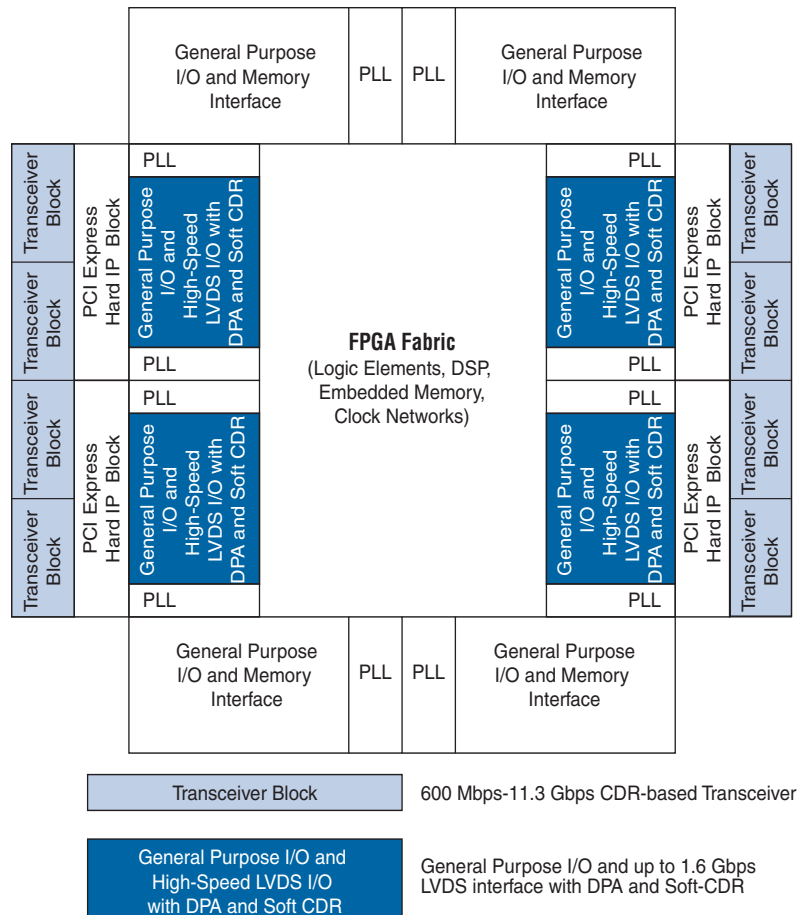 General Purpose
I/O and Memory
Interface
PLL
PLL
General Purpose
I/O and Memory
Interface
Transceiver
Block
Transceiver
Block
Transceiver
Block
Transceiver
Block
PCI Express
Hard IP Block
PCI Express
Hard IP Block
PLL
General Purpose
I/O and
High-Speed
LVDS I/O with
DPA and Soft CDR
PLL
PLL
General Purpose
I/O and
High-Speed
LVDS I/O with
DPA and Soft CDR
PLL
FPGA Fabric
(Logic Elements, DSP,
Embedded Memory,
Clock Networks)
PLL
General Purpose
I/O and
High-Speed
LVDS I/O with
DPA and Soft CDR
PLL
PLL
General Purpose
I/O and
High-Speed
LVDS I/O with
DPA and Soft CDR
PLL
PCI Express
Hard IP Block
PCI Express
Hard IP Block
Transceiver
Block
Transceiver
Block
Transceiver
Block
Transceiver
Block
General Purpose
I/O and Memory
Interface
PLL
PLL
General Purpose
I/O and Memory
Interface
Transceiver Block
600 Mbps-11.3 Gbps CDR-based Transceiver
General Purpose I/O and
High-Speed LVDS I/O
with DPA and Soft CDR
General Purpose I/O and up to 1.6 Gbps
LVDS interface with DPA and Soft-CDR